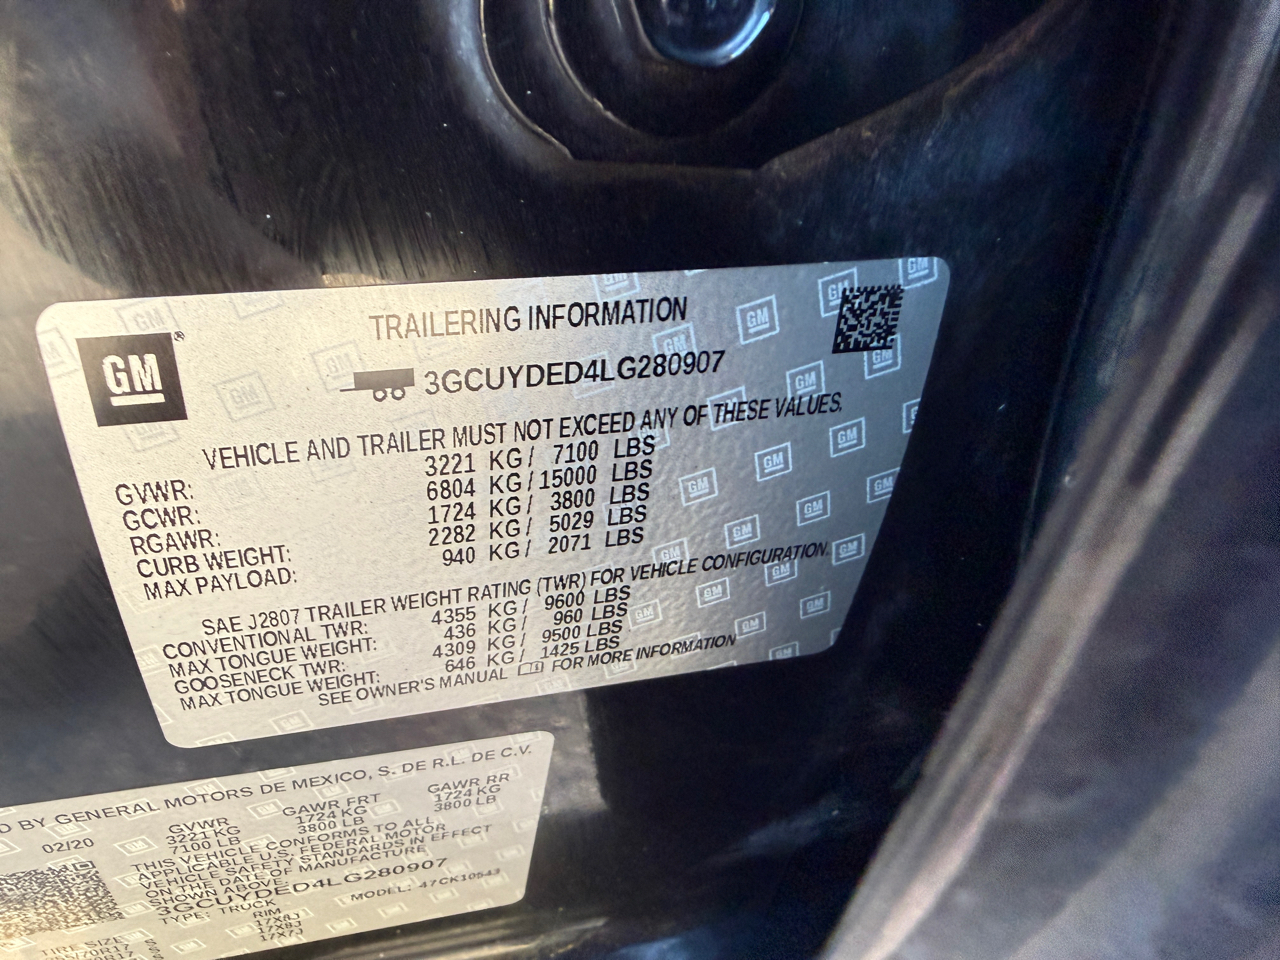 GM®
TRAILERING INFORMATION
3GCUYDED4LG280907
VEHICLE AND TRAILER MUST NOT EXCEED ANY OF THESE VALUES.
GVWR: 3221 KG / 7100 LBS
GCWR: 6804 KG / 15000 LBS
RGAWR: 1724 KG / 3800 LBS
CURB WEIGHT: 2282 KG / 5029 LBS
MAX PAYLOAD: 940 KG / 2071 LBS
SAE J2807 TRAILER WEIGHT RATING (TWR) FOR VEHICLE CONFIGURATION.
CONVENTIONAL TWR: 4355 KG / 9600 LBS
MAX TONGUE WEIGHT: 436 KG / 960 LBS
GOOSENECK TWR: 4309 KG / 9500 LBS
MAX TONGUE WEIGHT: 646 KG / 1425 LBS
SEE OWNER'S MANUAL FOR MORE INFORMATION
BY GENERAL MOTORS DE MEXICO, S. DE R.L. DE C.V.
02/20 GVWR GAWR FRT GAWR RR
3221 KG 1724 KG 1724 KG
7100 LB 3800 LB 3800 LB
THIS VEHICLE CONFORMS TO ALL
APPLICABLE U.S. FEDERAL MOTOR
VEHICLE SAFETY STANDARDS IN EFFECT
ON THE DATE OF MANUFACTURE
SHOWN ABOVE.
3GCUYDED4LG280907
TYPE: TRUCK MODEL: 47CK10543
TIRE SIZE RIM
/70R17 17X8J
17X8J
17X7J